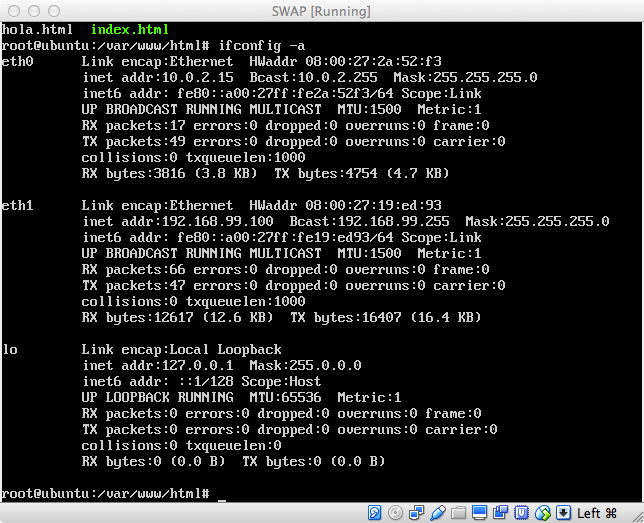 SWAP [Running]
hola.html  index.html
root@ubuntu:/var/www/html# ifconfig -a
eth0      Link encap:Ethernet  HWaddr 08:00:27:2a:52:f3
          inet addr:10.0.2.15  Bcast:10.0.2.255  Mask:255.255.255.0
          inet6 addr: fe80::a00:27ff:fe2a:52f3/64 Scope:Link
          UP BROADCAST RUNNING MULTICAST  MTU:1500  Metric:1
          RX packets:17 errors:0 dropped:0 overruns:0 frame:0
          TX packets:49 errors:0 dropped:0 overruns:0 carrier:0
          collisions:0 txqueuelen:1000
          RX bytes:3816 (3.8 KB)  TX bytes:4754 (4.7 KB)

eth1      Link encap:Ethernet  HWaddr 08:00:27:19:ed:93
          inet addr:192.168.99.100  Bcast:192.168.99.255  Mask:255.255.255.0
          inet6 addr: fe80::a00:27ff:fe19:ed93/64 Scope:Link
          UP BROADCAST RUNNING MULTICAST  MTU:1500  Metric:1
          RX packets:66 errors:0 dropped:0 overruns:0 frame:0
          TX packets:47 errors:0 dropped:0 overruns:0 carrier:0
          collisions:0 txqueuelen:1000
          RX bytes:12617 (12.6 KB)  TX bytes:16407 (16.4 KB)

lo        Link encap:Local Loopback
          inet addr:127.0.0.1  Mask:255.0.0.0
          inet6 addr: ::1/128 Scope:Host
          UP LOOPBACK RUNNING  MTU:65536  Metric:1
          RX packets:0 errors:0 dropped:0 overruns:0 frame:0
          TX packets:0 errors:0 dropped:0 overruns:0 carrier:0
          collisions:0 txqueuelen:0
          RX bytes:0 (0.0 B)  TX bytes:0 (0.0 B)

root@ubuntu:/var/www/html# _
Left ⌘